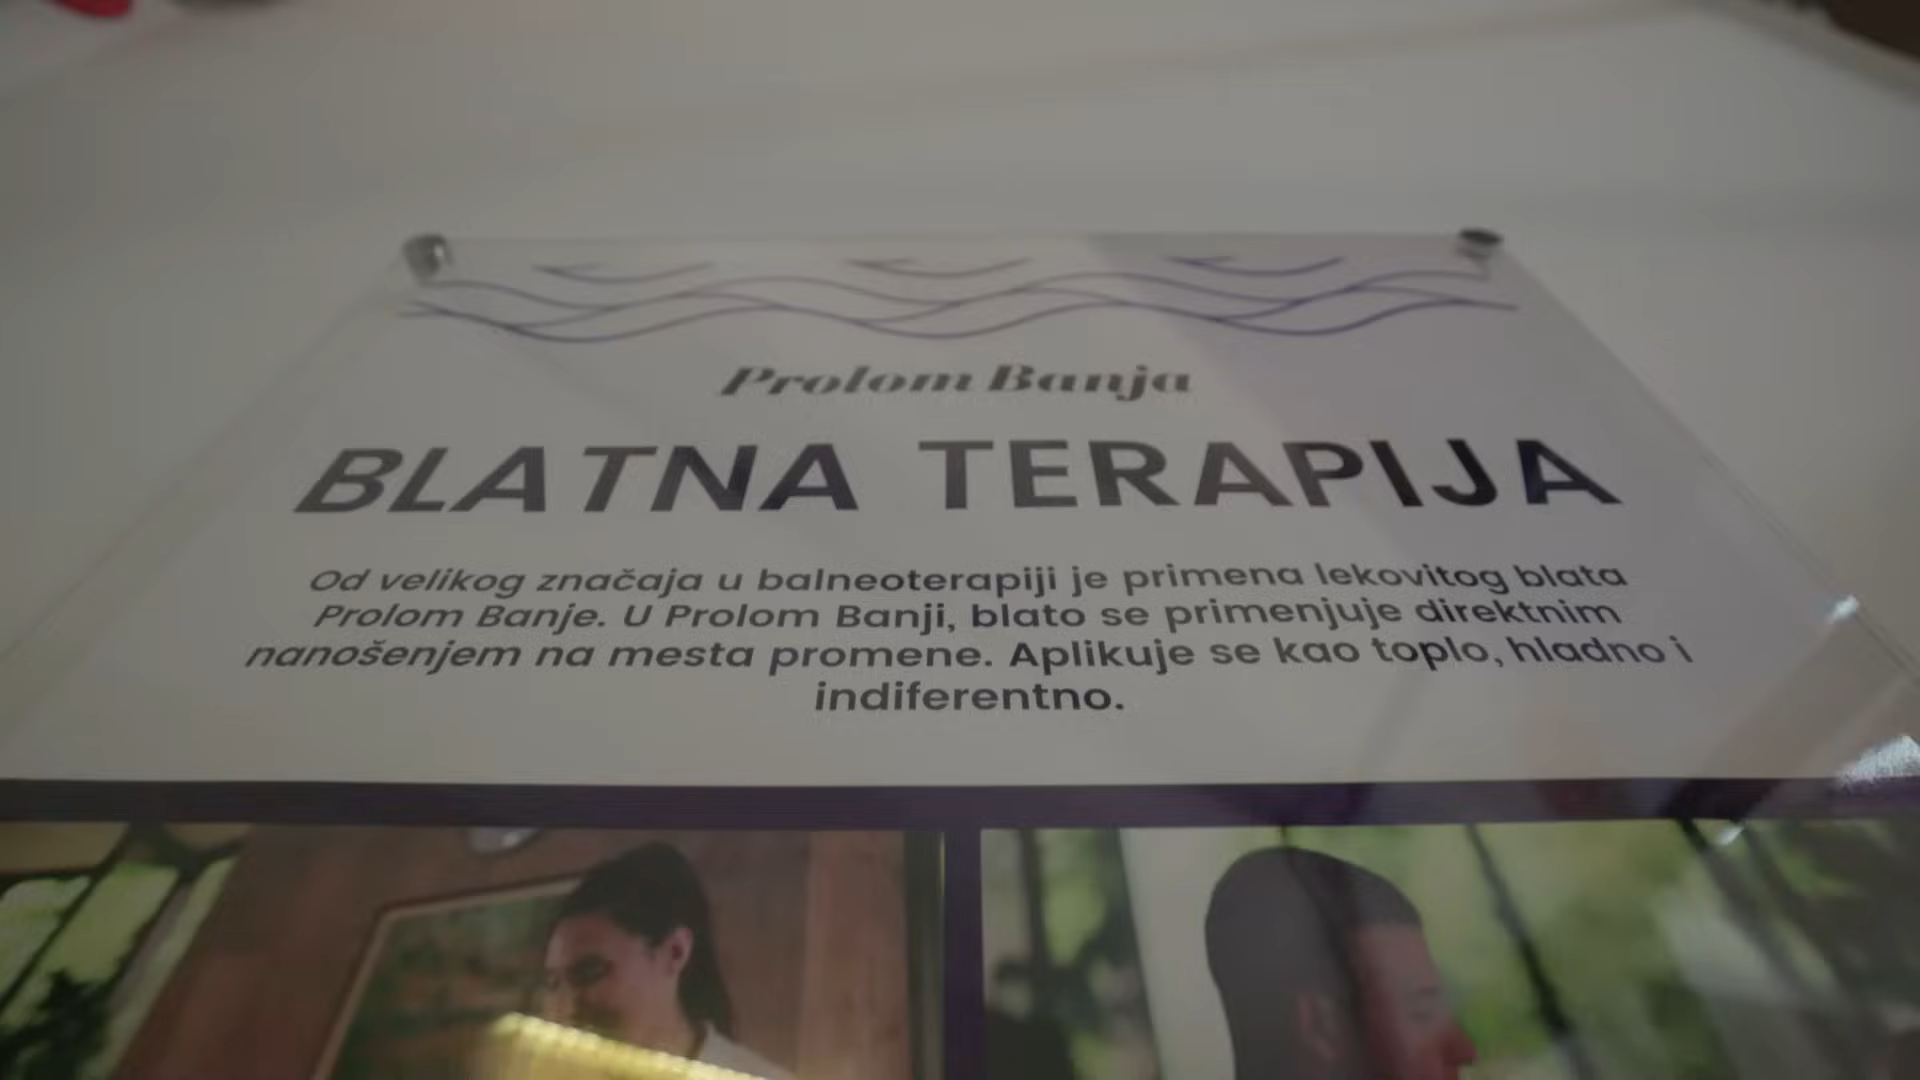 Prolom Banja
BLATNA TERAPIJA
Od velikog značaja u balneoterapiji je primena lekovitog blata
Prolom Banje. U Prolom Banji, blato se primenjuje direktnim
nanošenjem na mesta promene. Aplikuje se kao toplo, hladno i
indiferentno.